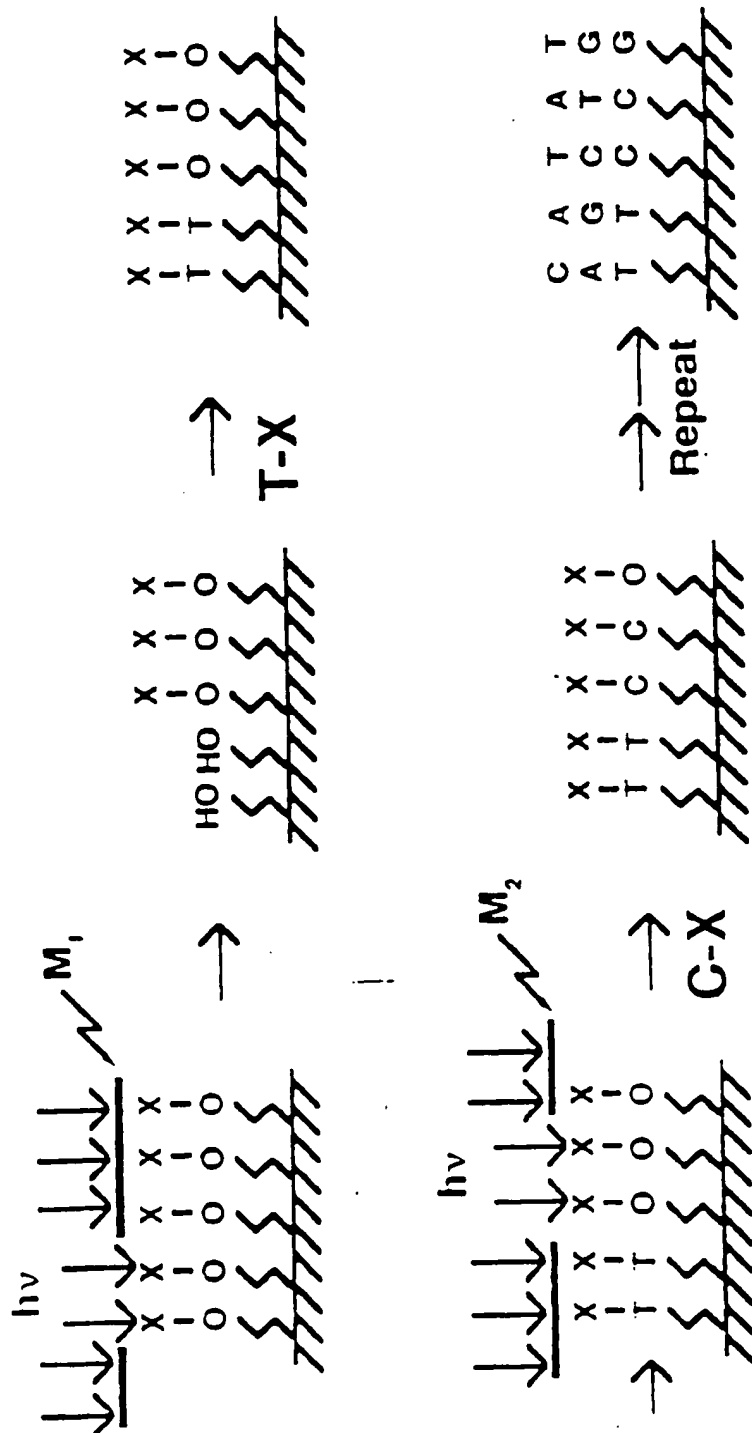 hν
M₁
X X X X X
I I I I I
O O O O O
X X X
I I I
HO HO O O O
T-X
X X X X X
I I I I I
T T O O O
hν
M₂
X X X X X
I I I I I
T T O O O
C-X
X X X X X
I I I I I
T T C C O
Repeat
C A T A T
A G C T G
T T C C G